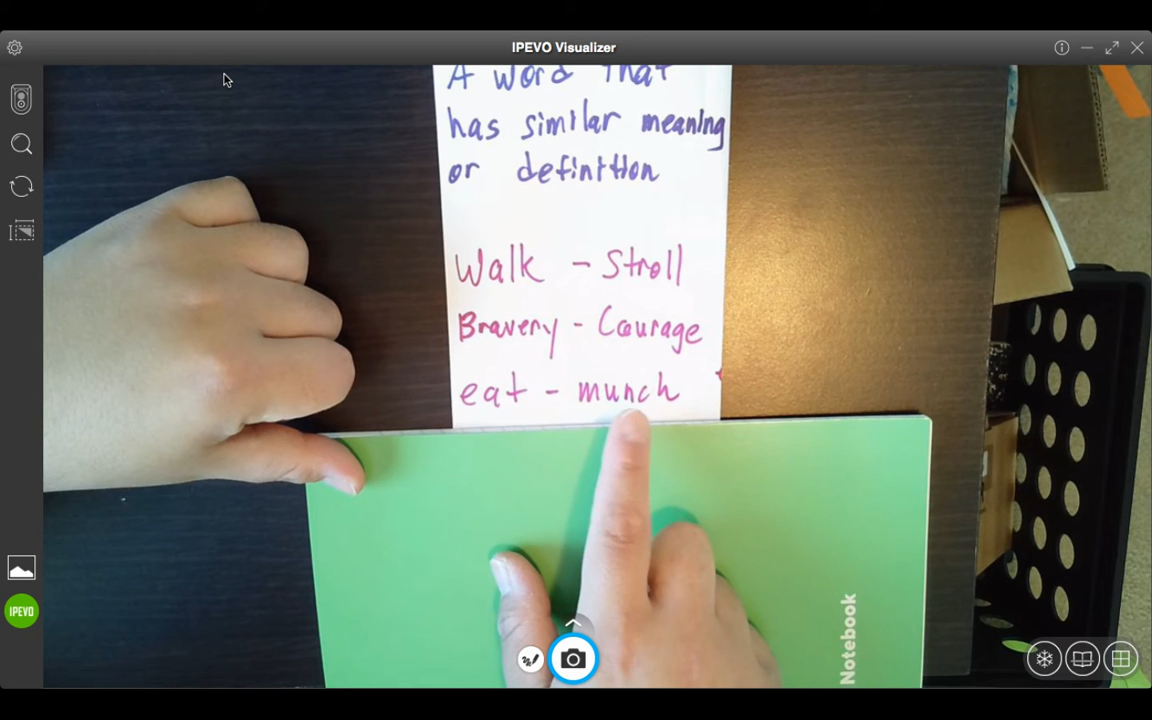 IPEVO Visualizer
A word that
has similar meaning
or definition
Walk - Stroll
Bravery - Courage
eat - munch
IPEVO
Notebook